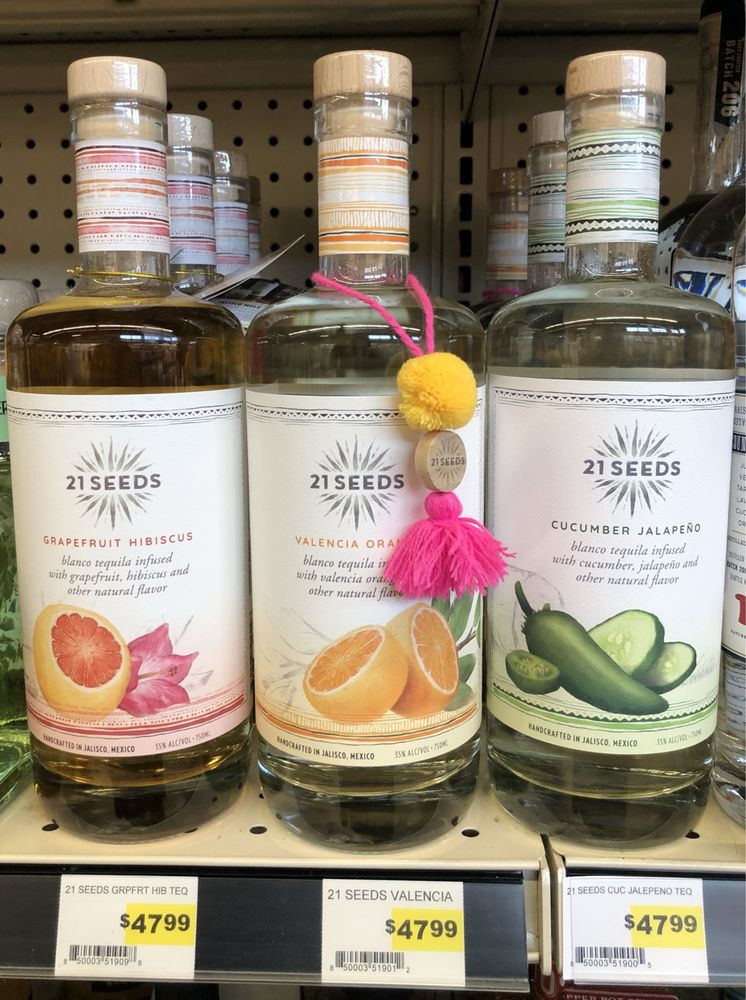 21 SEEDS
GRAPEFRUIT HIBISCUS
blanco tequila infused
with grapefruit, hibiscus and
other natural flavor
HANDCRAFTED IN JALISCO, MEXICO
35% ALC/VOL · 750ML
21 SEEDS
VALENCIA
blanco tequila
with valencia
other natural
HANDCRAFTED IN JALISCO, MEXICO
35% ALC/VOL · 750ML
21 SEEDS
21 SEEDS
CUCUMBER JALAPEÑO
blanco tequila infused
with cucumber, jalapeño and
other natural flavor
HANDCRAFTED IN JALISCO, MEXICO
35% ALC/VOL · 750ML
BATCH 206
21 SEEDS GRPFRT HIB TEQ
$4799
8 50003 51909 8
21 SEEDS VALENCIA
$4799
8 50003 51901 2
21 SEEDS CUC JALEPENO TEQ
$4799
8 50003 51900 5